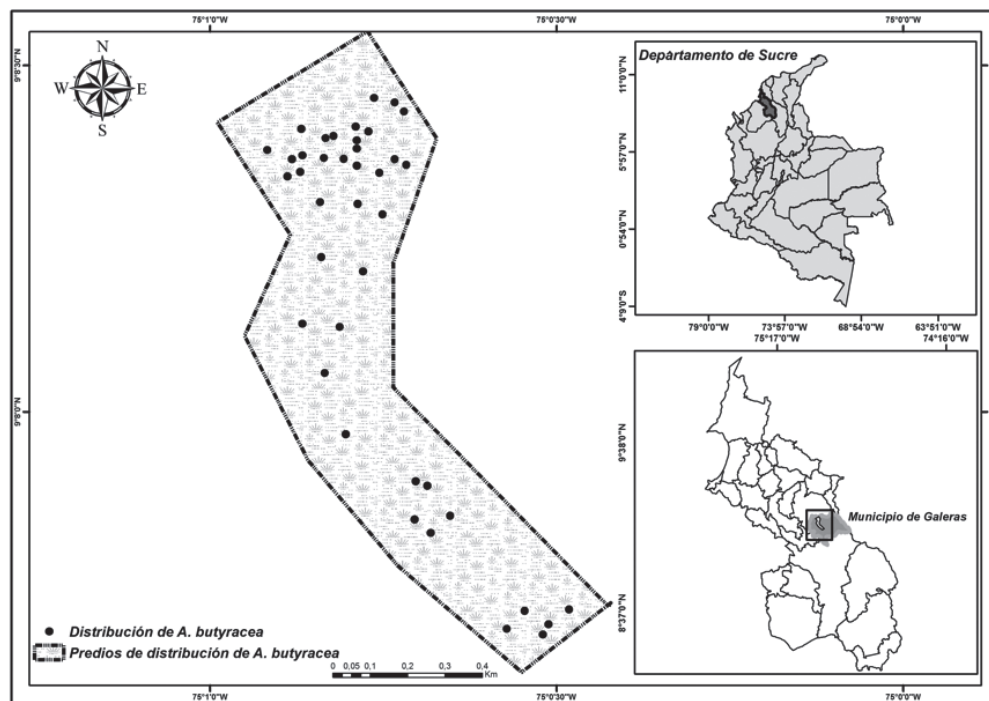 75°1'0"W
75°0'30"W
75°0'0"W
9°8'30"N
9°8'0"N
N
W
E
S
Distribución de A. butyracea
Predios de distribución de A. butyracea
0 0,05 0,1 0,2 0,3 0,4
Km
75°1'0"W
75°0'30"W
75°0'0"W
Departamento de Sucre
11°0'0"N
5°57'0"N
0°54'0"N
4°9'0"S
79°0'0"W
73°57'0"W
68°54'0"W
63°51'0"W
75°17'0"W
74°16'0"W
9°38'0"N
8°37'0"N
Municipio de Galeras